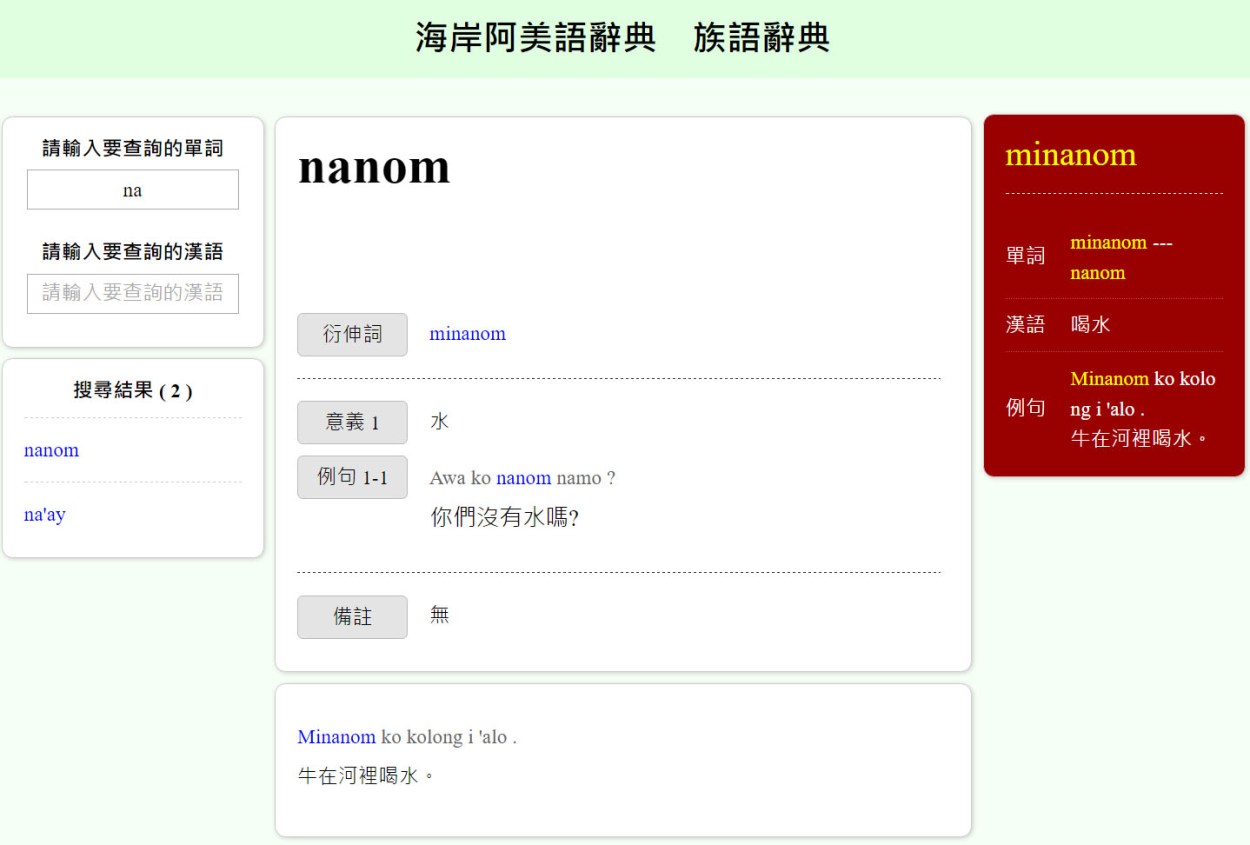 海岸阿美語辭典　族語辭典
請輸入要查詢的單詞
na
請輸入要查詢的漢語
請輸入要查詢的漢語
搜尋結果 ( 2 )
nanom
na'ay
nanom
衍伸詞 minanom
意義 1 水
例句 1-1 Awa ko nanom namo ?
你們沒有水嗎?
備註 無
Minanom ko kolong i 'alo .
牛在河裡喝水。
minanom
單詞 minanom ---
nanom
漢語 喝水
例句 Minanom ko kolo
ng i 'alo .
牛在河裡喝水。